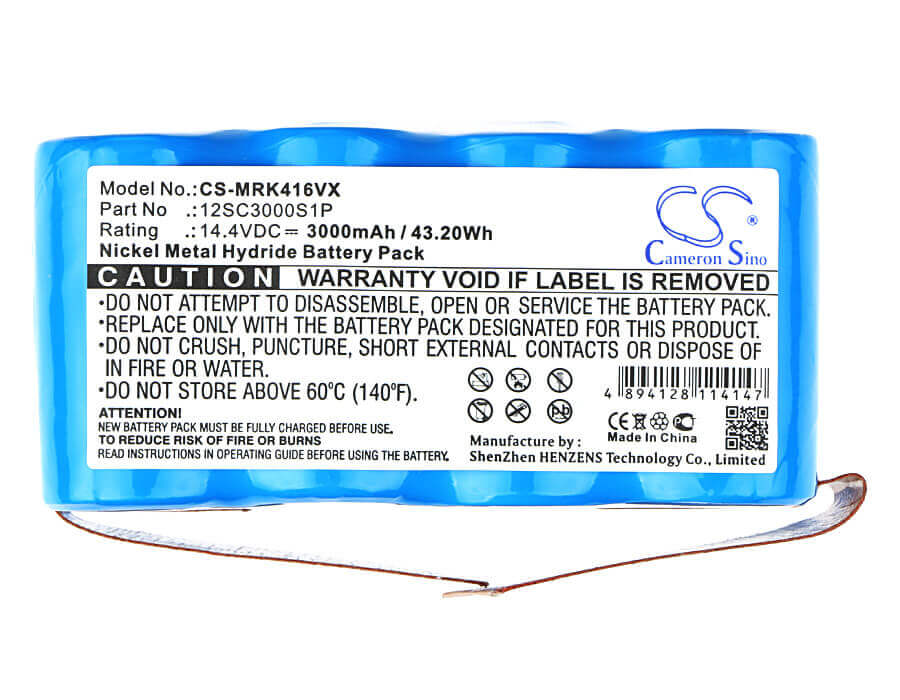 Model No.:CS-MRK416VX
Part No .:12SC3000S1P
Rating .:14.4VDC⎓ 3000mAh / 43.20Wh
Nickel Metal Hydride Battery Pack
CS
Cameron Sino
CAUTION WARRANTY VOID IF LABEL IS REMOVED
•DO NOT ATTEMPT TO DISASSEMBLE, OPEN OR SERVICE THE BATTERY PACK.
•REPLACE ONLY WITH THE BATTERY PACK DESIGNATED FOR THIS PRODUCT.
•DO NOT CRUSH, PUNCTURE, SHORT EXTERNAL CONTACTS OR DISPOSE OF
IN FIRE OR WATER.
•DO NOT STORE ABOVE 60°C (140°F).
ATTENTION!
NEW BATTERY PACK MUST BE FULLY CHARGED BEFORE USE.
TO REDUCE RISK OF FIRE OR BURNS
READ INSTRUCTIONS IN OPERATING GUIDE BEFORE USING THE BATTERY.
4 894128 114147
CE
Pb
Made In China
Manufacture by :
ShenZhen HENZENS Technology Co., Limited